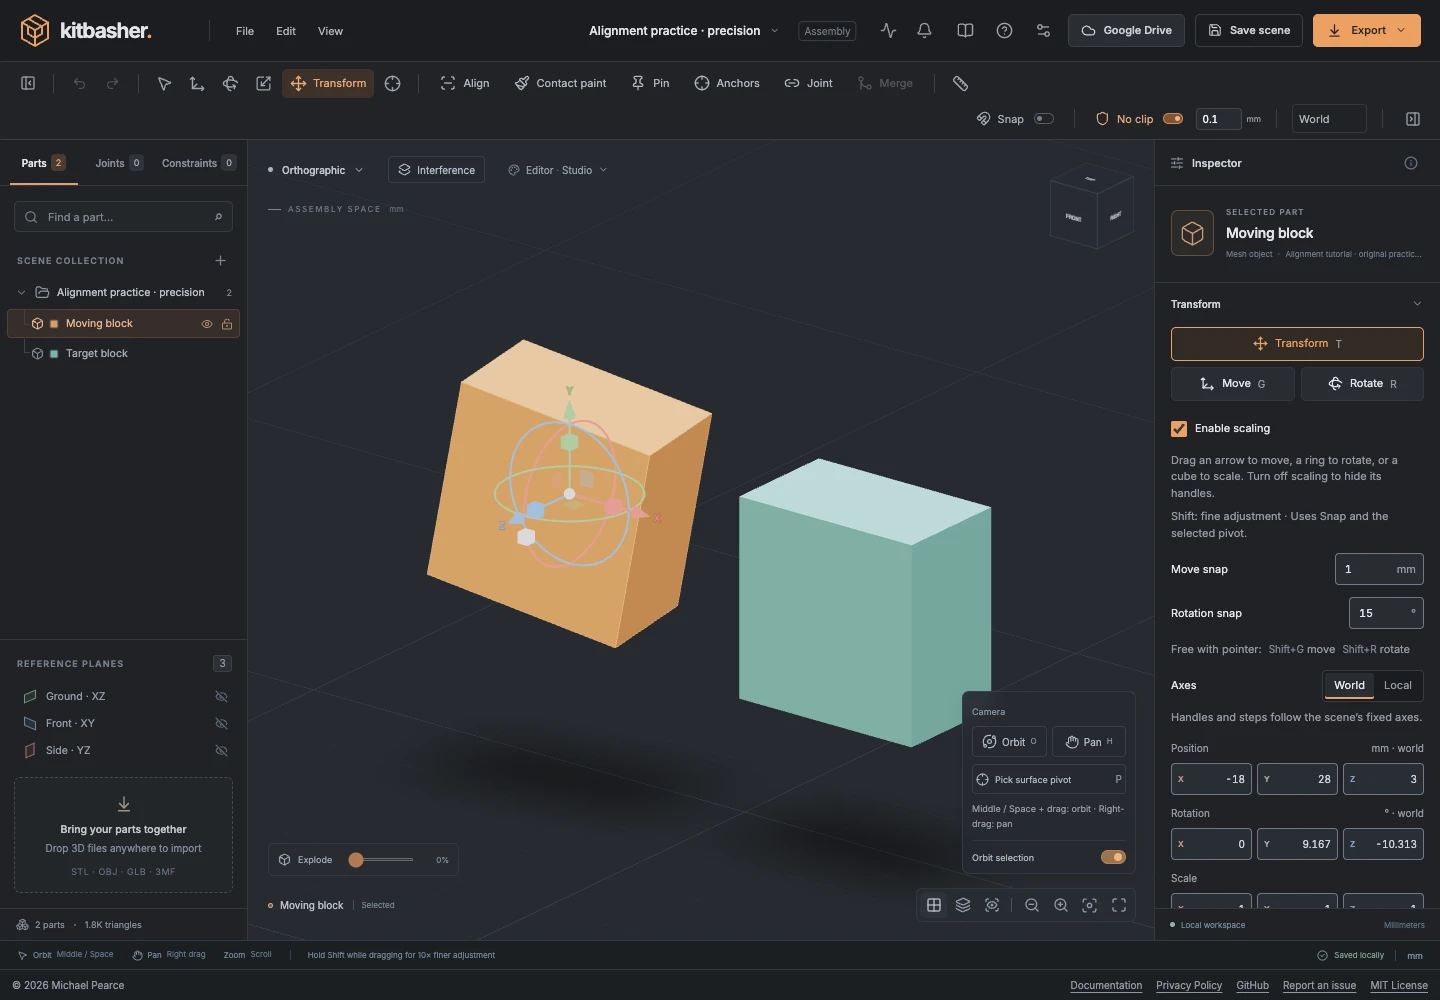 kitbasher.
File Edit View
Alignment practice · precision Assembly
Google Drive Save scene Export
Transform Align Contact paint Pin Anchors Joint Merge
Snap No clip 0.1 mm World
Parts 2 Joints 0 Constraints 0
Find a part...
SCENE COLLECTION
Alignment practice · precision 2
Moving block
Target block
REFERENCE PLANES 3
Ground · XZ
Front · XY
Side · YZ
Bring your parts together
Drop 3D files anywhere to import
STL · OBJ · GLB · 3MF
2 parts · 1.8K triangles
Orthographic Interference Editor · Studio
ASSEMBLY SPACE mm
FRONT RIGHT
Y
Z
X
Camera
Orbit O Pan H
Pick surface pivot P
Middle / Space + drag: orbit · Right-
drag: pan
Orbit selection
Explode 0%
Moving block Selected
Inspector
SELECTED PART
Moving block
Mesh object · Alignment tutorial · original practic...
Transform
Transform T
Move G Rotate R
Enable scaling
Drag an arrow to move, a ring to rotate, or a
cube to scale. Turn off scaling to hide its
handles.
Shift: fine adjustment · Uses Snap and the
selected pivot.
Move snap 1 mm
Rotation snap 15 °
Free with pointer: Shift+G move Shift+R rotate
Axes World Local
Handles and steps follow the scene's fixed axes.
Position mm · world
X -18 Y 28 Z 3
Rotation ° · world
X 0 Y 9.167 Z -10.313
Scale
Local workspace Millimeters
Orbit Middle / Space Pan Right drag Zoom Scroll Hold Shift while dragging for 10× finer adjustment
Saved locally mm
© 2026 Michael Pearce
Documentation Privacy Policy GitHub Report an issue MIT License